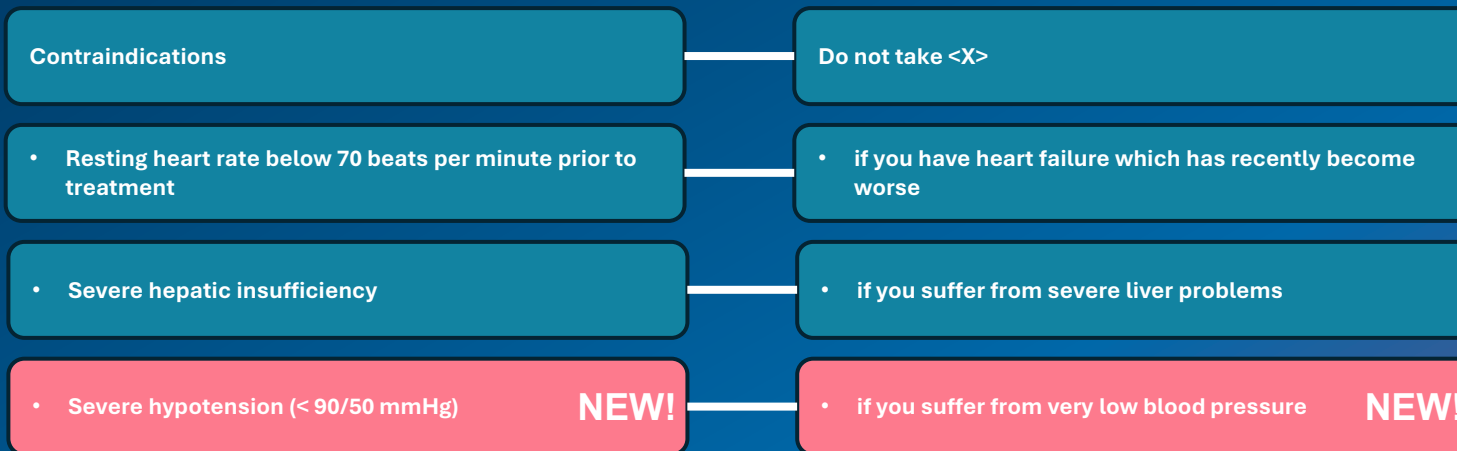 Contraindications
Do not take <X>
• Resting heart rate below 70 beats per minute prior to
treatment
• if you have heart failure which has recently become
worse
• Severe hepatic insufficiency
• if you suffer from severe liver problems
• Severe hypotension (< 90/50 mmHg)
NEW!
• if you suffer from very low blood pressure
NEW!